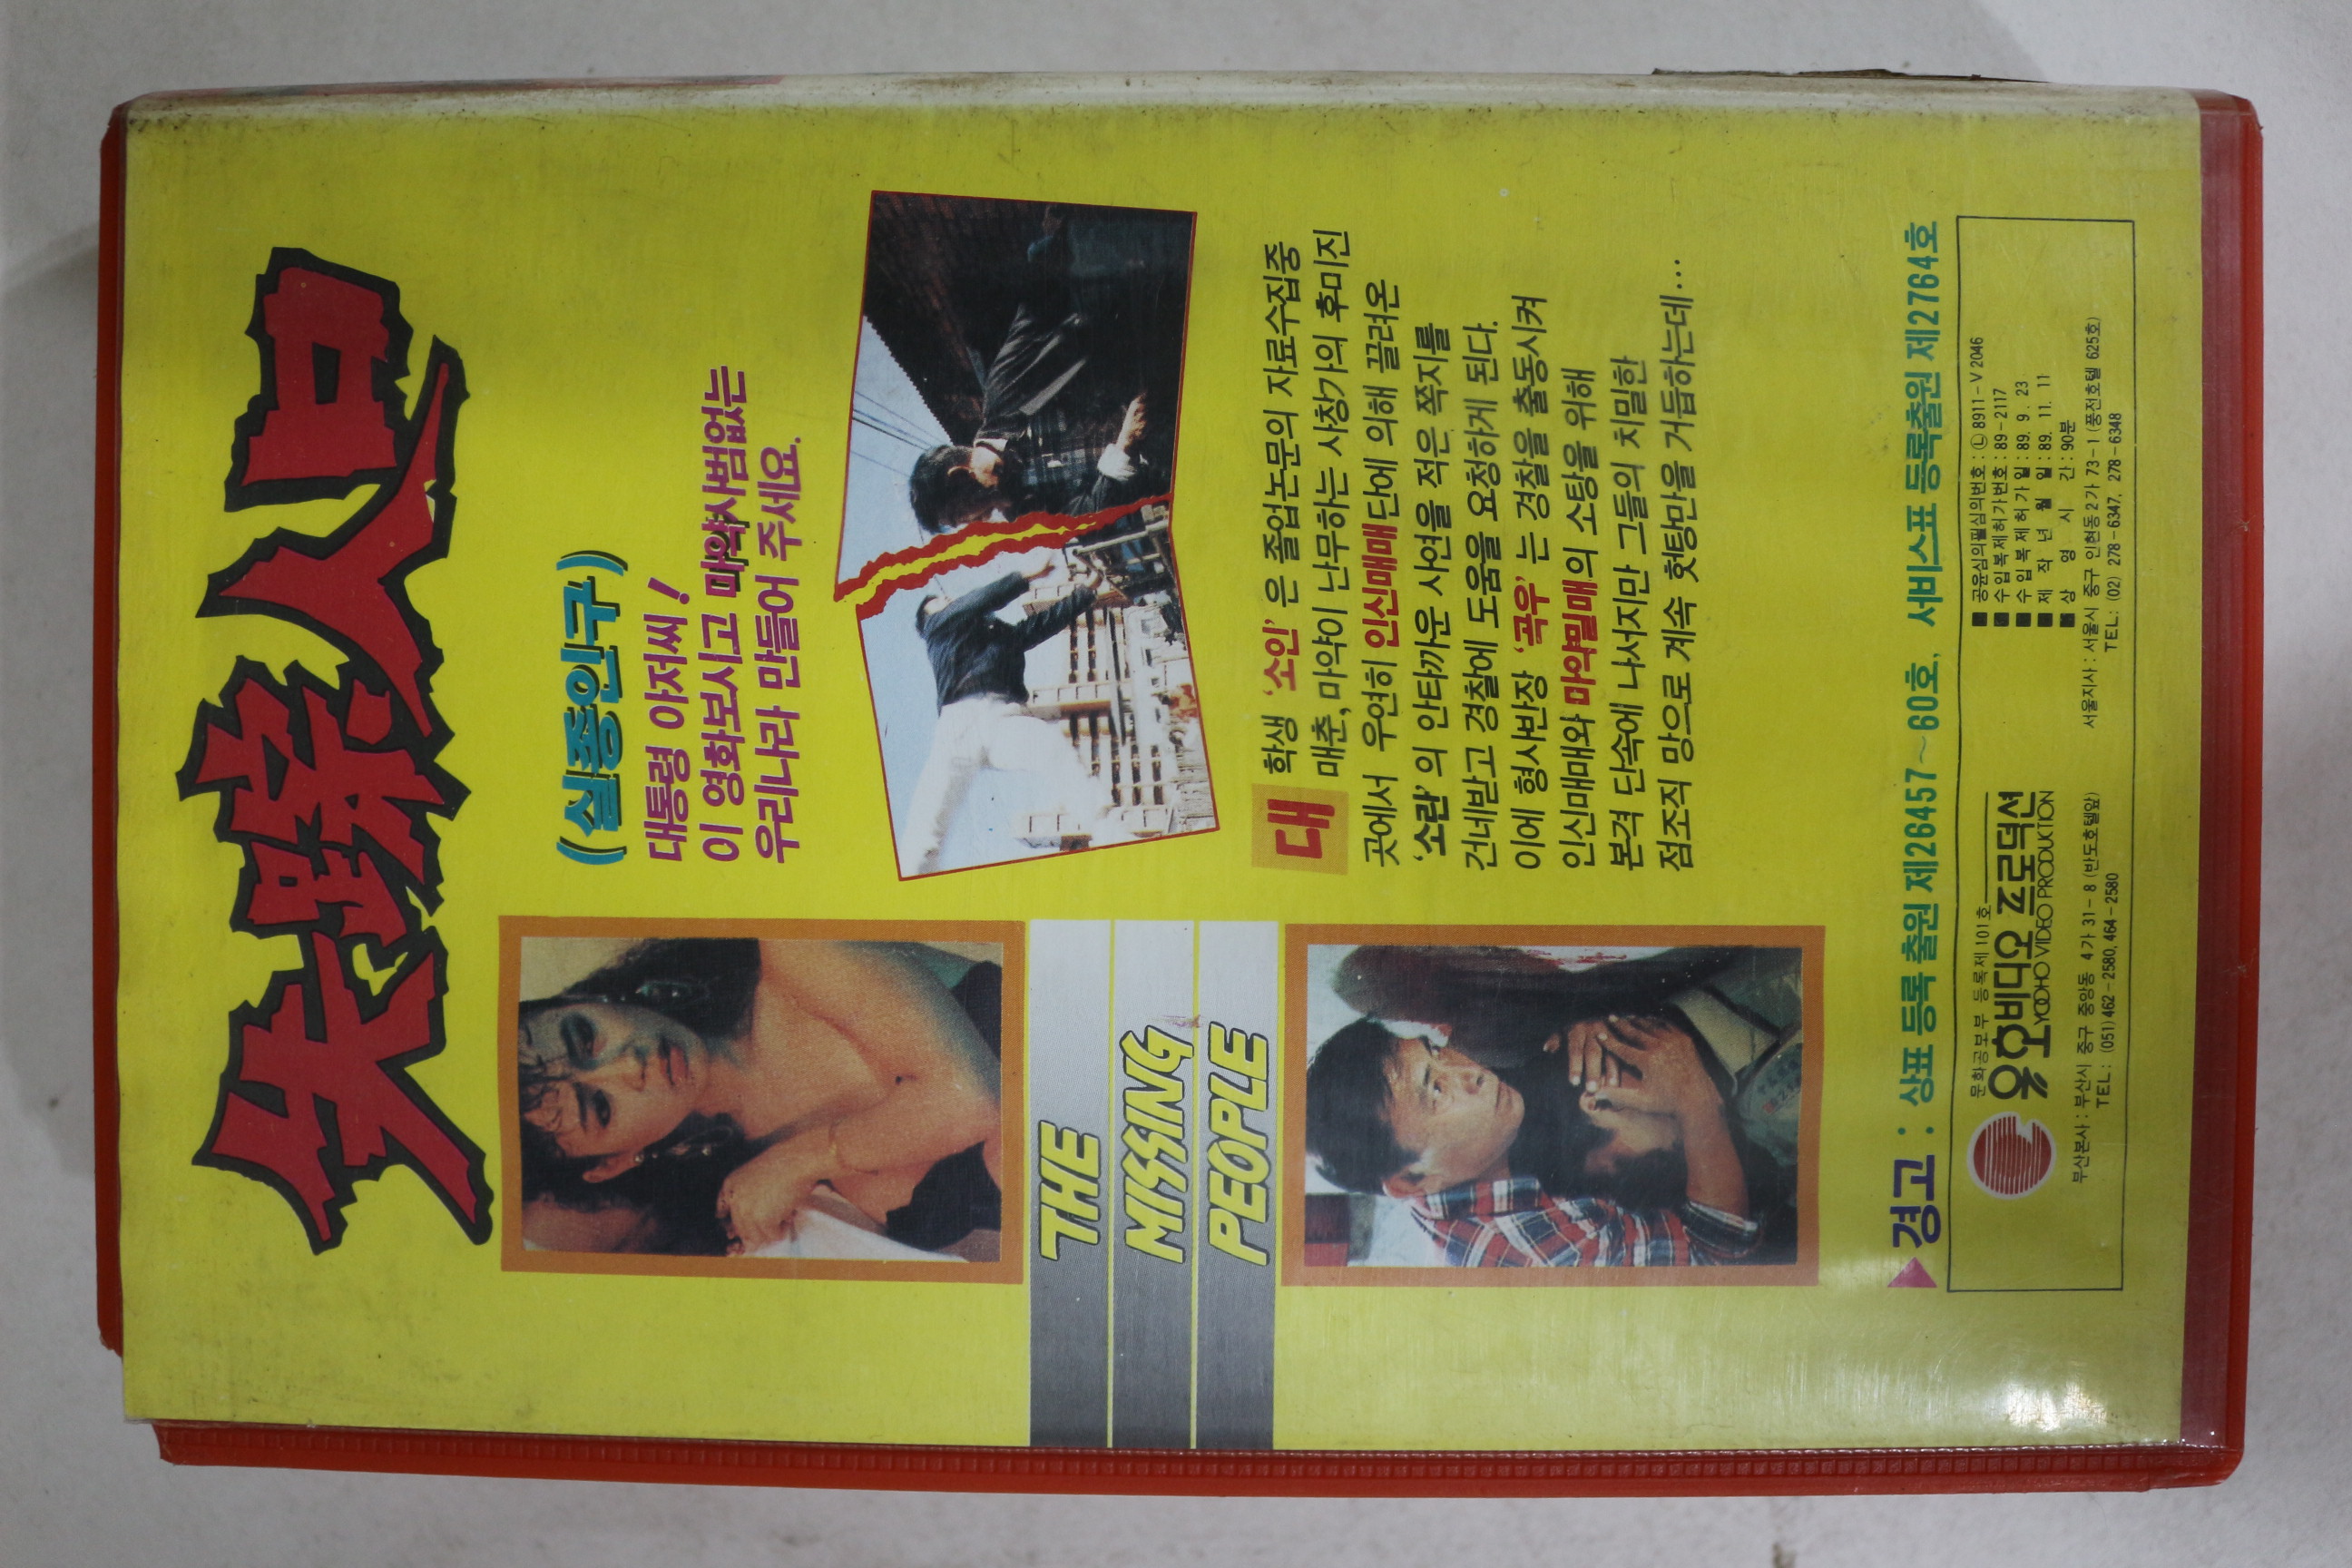 失踪人口
(실종인구)
대통령 아저씨!
이 영화보시고 마약사범없는
우리나라 만들어 주세요.
THE
MISSING
PEOPLE
대학생 '소인' 은 졸업논문의 자료수집중
매춘, 마약이 난무하는 사창가의 후미진
곳에서 우연히 인신매매단에 의해 끌려온
'소란'의 안타까운 사연을 적은 쪽지를
건네받고 경찰에 도움을 요청하게 된다.
이에 형사반장 '곡우' 는 경찰을 출동시켜
인신매매와 마약밀매의 소탕을 위해
본격 단속에 나서지만 그들의 치밀한
점조직 망으로 계속 헛탕만을 거듭하는데…
▶경고 : 상표 등록 출원 제26457~60호, 서비스표 등록출원 제2764호
문화공보부 등록제 101호
유호비디오 프로덕션
YOOHO VIDEO PRODUKTION
부산본사 : 부산시 중구 중앙동 4가 31-8 (반도호텔앞)
TEL : (051) 462-2580, 464-2580
■ 공윤심의필심의번호 : Ⓛ 8911-V2046
■ 수입복제허가번호 : 89-2117
■ 수입복제허가일 : 89. 9. 23
■ 제작년월일 : 89. 11. 11
■ 상영시간 : 90분
서울지사 : 서울시 중구 인현동2가 73-1 (풍전호텔 625호)
TEL : (02) 278-6347, 278-6348